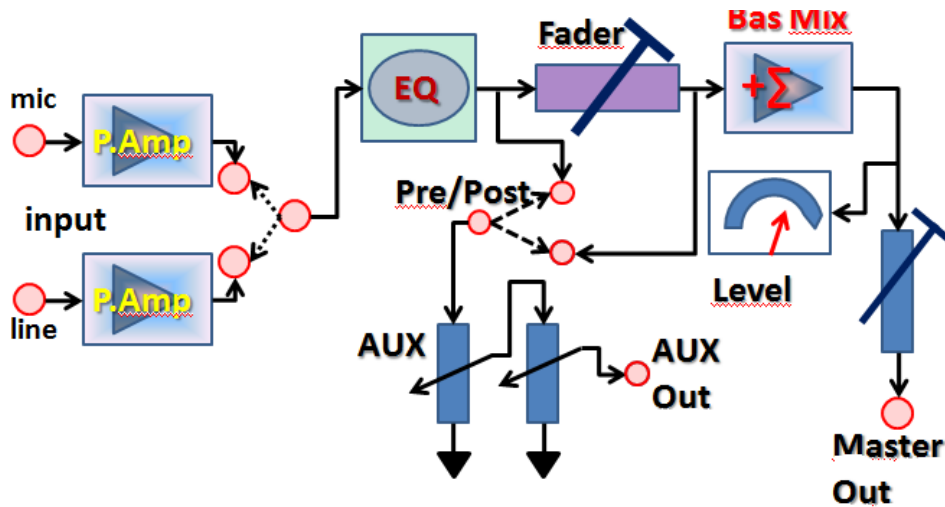 mic
P.Amp
input
P.Amp
line
EQ
Fader
Bas Mix
+Σ
Pre/Post
Level
AUX
AUX
Out
Master
Out